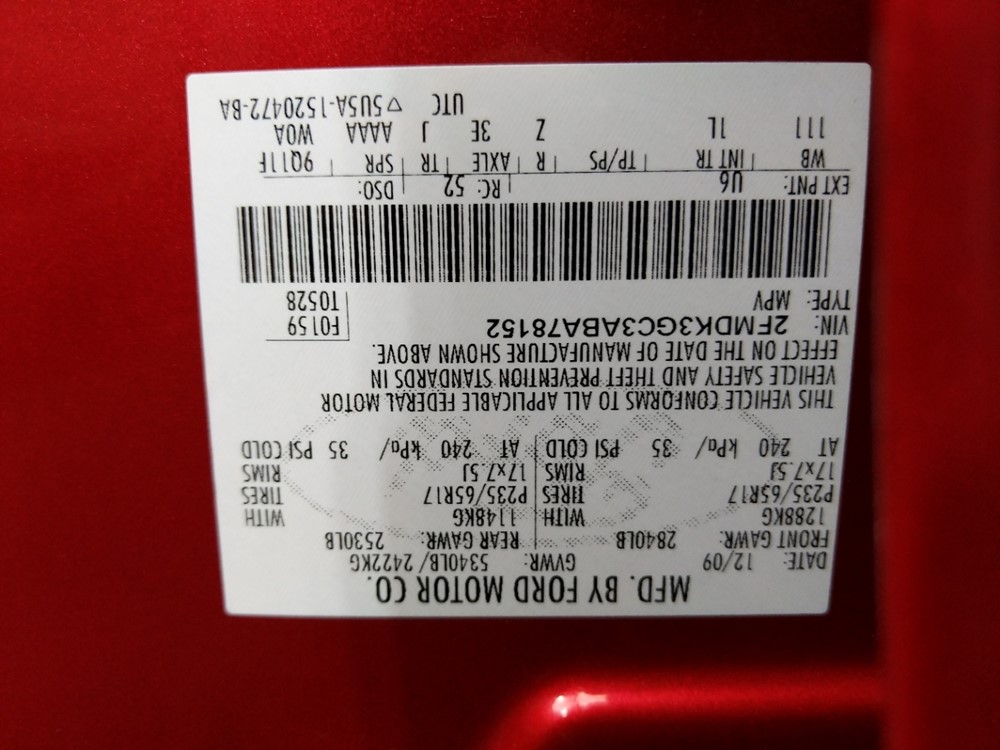 MFD. BY FORD MOTOR CO.
DATE: 12/09 GVWR: 5340LB/ 2422KG
FRONT GAWR: 2840LB REAR GAWR: 2530LB
1288KG WITH 1148KG WITH
P235/65R17 TIRES P235/65R17 TIRES
17x7.5J RIMS 17x7.5J RIMS
AT 240 kPa/ 35 PSI COLD AT 240 kPa/ 35 PSI COLD
THIS VEHICLE CONFORMS TO ALL APPLICABLE FEDERAL MOTOR
VEHICLE SAFETY AND THEFT PREVENTION STANDARDS IN
EFFECT ON THE DATE OF MANUFACTURE SHOWN ABOVE.
VIN: 2FMDK3GC3ABA78152 F0159
TYPE: MPV T0528
EXT PNT: U6 RC: 52 DSO:
WB INT TR TP/PS R AXLE TR SPR 9Q11F
111 1L Z 3E J AAAA WOA
UTC ▽5U5A-1520472-BA